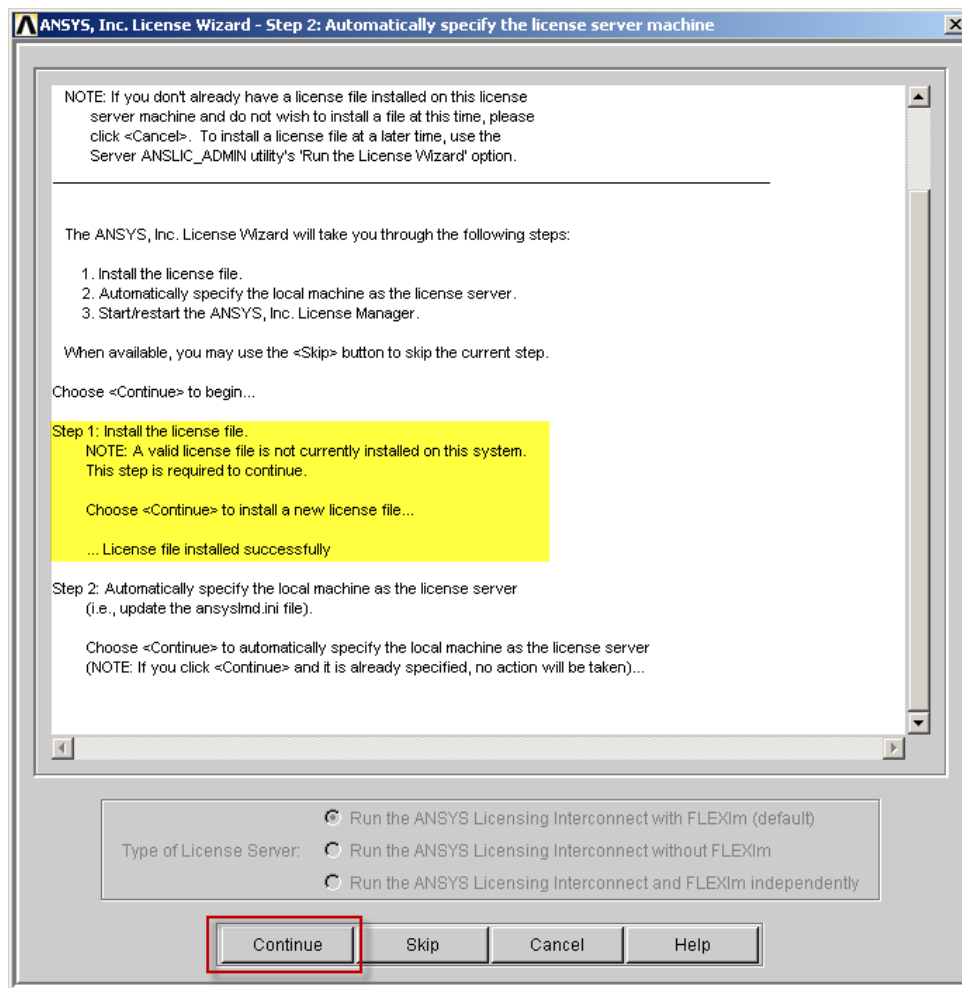 ANSYS, Inc. License Wizard - Step 2: Automatically specify the license server machine
NOTE: If you don't already have a license file installed on this license
server machine and do not wish to install a file at this time, please
click <Cancel>. To install a license file at a later time, use the
Server ANSLIC_ADMIN utility's 'Run the License Wizard' option.
The ANSYS, Inc. License Wizard will take you through the following steps:
1. Install the license file.
2. Automatically specify the local machine as the license server.
3. Start/restart the ANSYS, Inc. License Manager.
When available, you may use the <Skip> button to skip the current step.
Choose <Continue> to begin...
Step 1: Install the license file.
NOTE: A valid license file is not currently installed on this system.
This step is required to continue.
Choose <Continue> to install a new license file...
... License file installed successfully
Step 2: Automatically specify the local machine as the license server
(i.e., update the ansyslmd.ini file).
Choose <Continue> to automatically specify the local machine as the license server
(NOTE: If you click <Continue> and it is already specified, no action will be taken)...
Type of License Server:
Run the ANSYS Licensing Interconnect with FLEXlm (default)
Run the ANSYS Licensing Interconnect without FLEXlm
Run the ANSYS Licensing Interconnect and FLEXlm independently
Continue
Skip
Cancel
Help